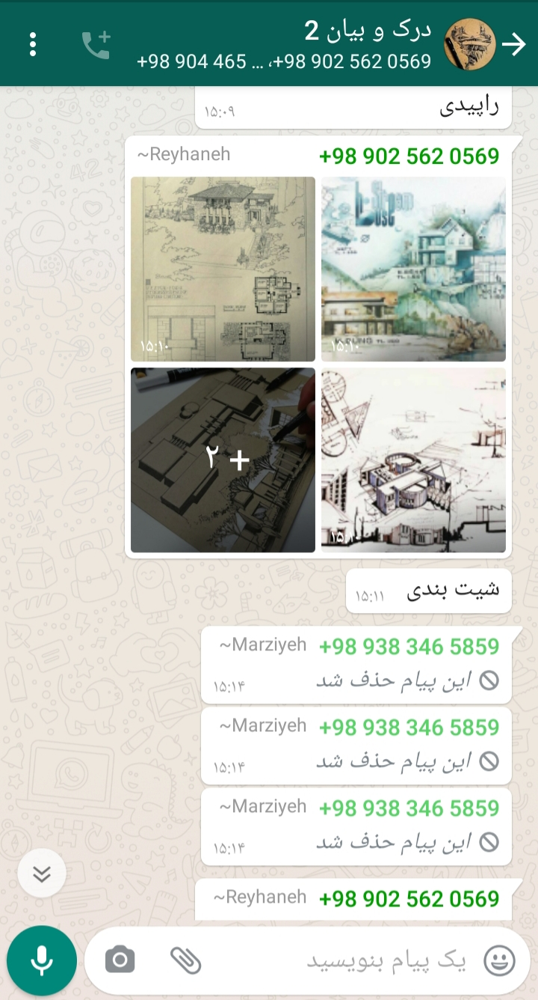 درک و بیان 2
+98 904 465 ... ،+98 902 562 0569
راپیدی
۱۵:۰۹
+98 902 562 0569 ~Reyhaneh
۱۵:۱۰
۱۵:۱۰
۱۵:۱۰
+ ۲
شیت بندی
۱۵:۱۱
+98 938 346 5859 ~Marziyeh
این پیام حذف شد
۱۵:۱۴
+98 938 346 5859 ~Marziyeh
این پیام حذف شد
۱۵:۱۴
+98 938 346 5859 ~Marziyeh
این پیام حذف شد
۱۵:۱۴
+98 902 562 0569 ~Reyhaneh
یک پیام بنویسید